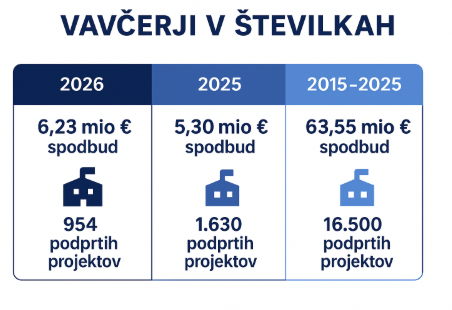 VAVČERJI V ŠTEVILKAH
2026
6,23 mio €
spodbud
954
podprtih
projektov
2025
5,30 mio €
spodbud
1.630
podprtih
projektov
2015–2025
63,55 mio €
spodbud
16.500
podprtih
projektov